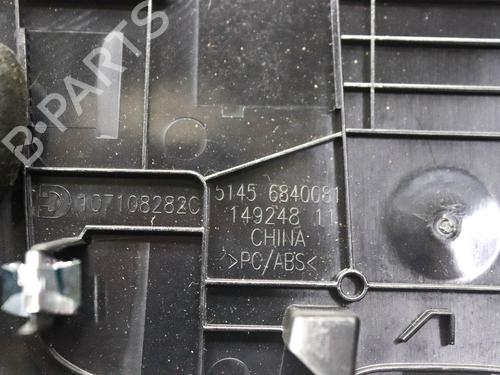 B-PARTS
107108282C
5145 6840081
149248 11
CHINA
>PC/ABS<